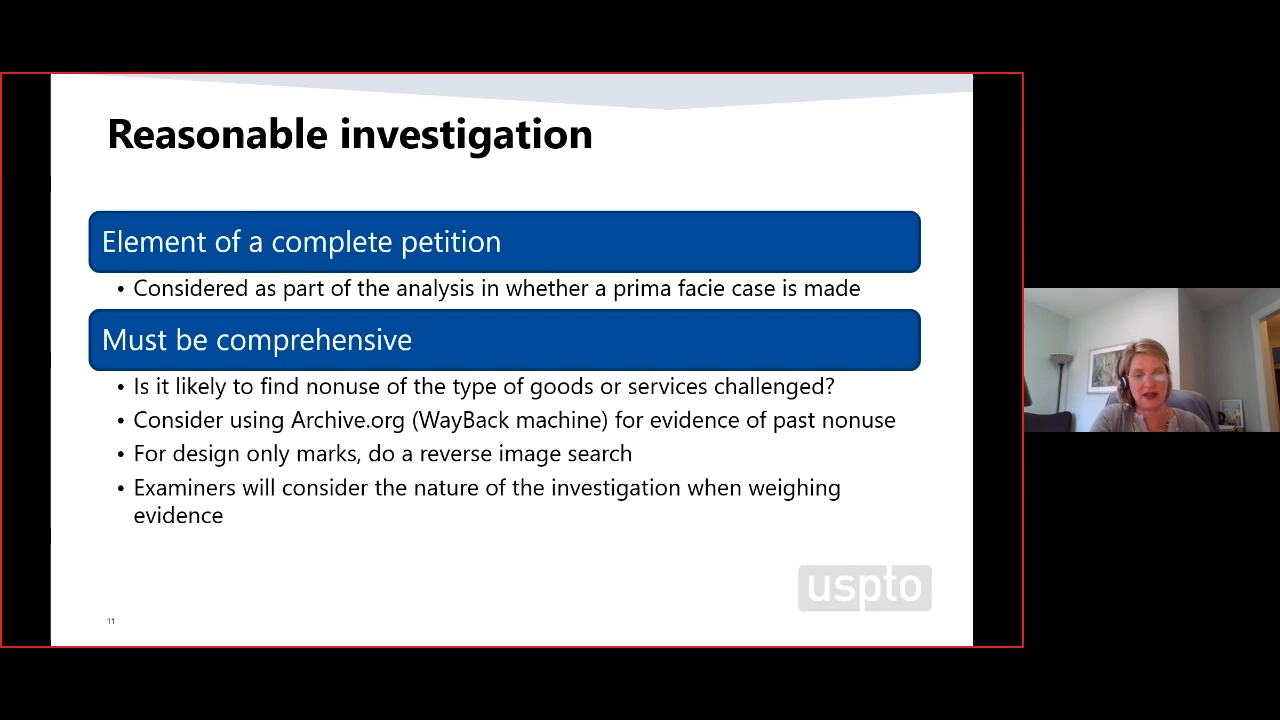 Reasonable investigation
Element of a complete petition
• Considered as part of the analysis in whether a prima facie case is made
Must be comprehensive
• Is it likely to find nonuse of the type of goods or services challenged?
• Consider using Archive.org (WayBack machine) for evidence of past nonuse
• For design only marks, do a reverse image search
• Examiners will consider the nature of the investigation when weighing
evidence
uspto
11